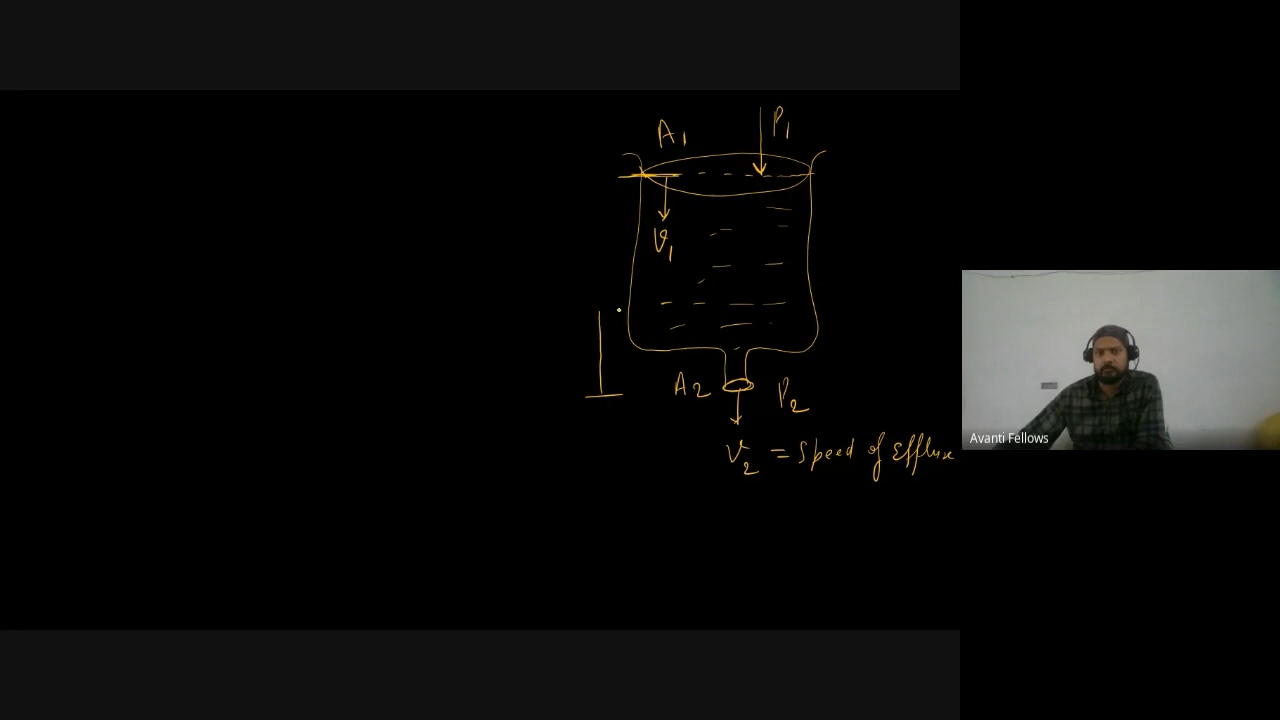 A1
P1
v1
A2
P2
v2 = Speed of Efflux
Avanti Fellows